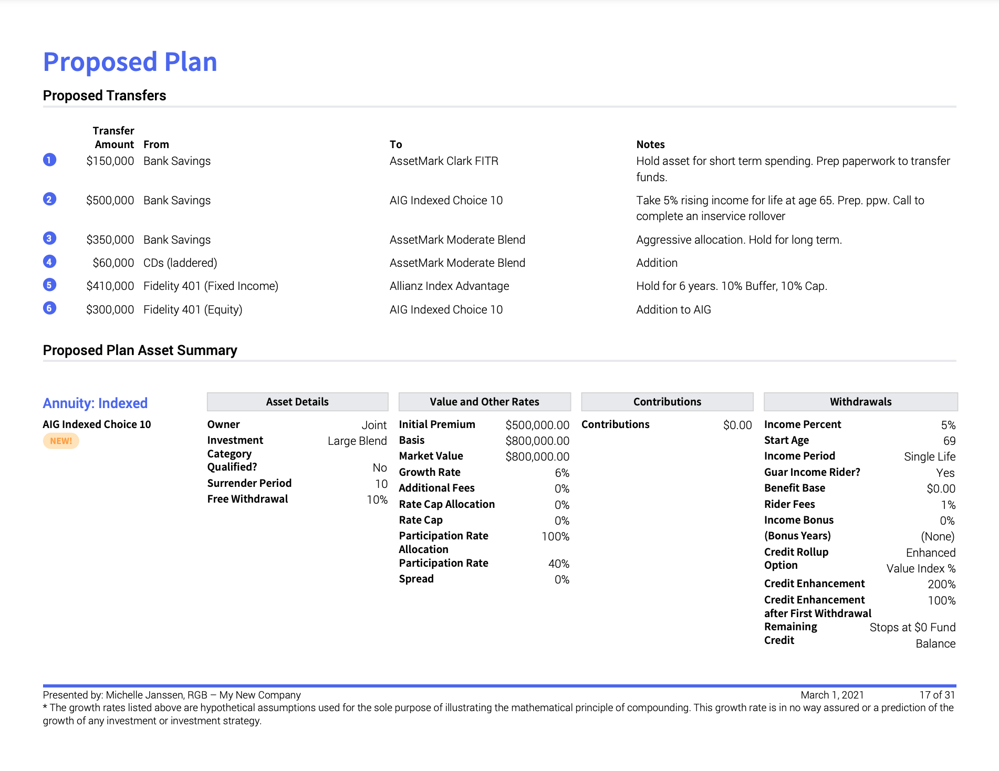 Proposed Plan
Proposed Transfers
Transfer
Amount From To Notes
1 $150,000 Bank Savings AssetMark Clark FITR Hold asset for short term spending. Prep paperwork to transfer
funds.
2 $500,000 Bank Savings AIG Indexed Choice 10 Take 5% rising income for life at age 65. Prep. ppw. Call to
complete an inservice rollover
3 $350,000 Bank Savings AssetMark Moderate Blend Aggressive allocation. Hold for long term.
4 $60,000 CDs (laddered) AssetMark Moderate Blend Addition
5 $410,000 Fidelity 401 (Fixed Income) Allianz Index Advantage Hold for 6 years. 10% Buffer, 10% Cap.
6 $300,000 Fidelity 401 (Equity) AIG Indexed Choice 10 Addition to AIG
Proposed Plan Asset Summary
Annuity: Indexed
AIG Indexed Choice 10
NEW!
Asset Details
Owner Joint
Investment Large Blend
Category
Qualified? No
Surrender Period 10
Free Withdrawal 10%
Value and Other Rates
Initial Premium $500,000.00
Basis $800,000.00
Market Value $800,000.00
Growth Rate 6%
Additional Fees 0%
Rate Cap Allocation 0%
Rate Cap 0%
Participation Rate 100%
Allocation
Participation Rate 40%
Spread 0%
Contributions
Contributions $0.00
Withdrawals
Income Percent 5%
Start Age 69
Income Period Single Life
Guar Income Rider? Yes
Benefit Base $0.00
Rider Fees 1%
Income Bonus 0%
(Bonus Years) (None)
Credit Rollup Enhanced
Option Value Index %
Credit Enhancement 200%
Credit Enhancement 100%
after First Withdrawal
Remaining Stops at $0 Fund
Credit Balance
Presented by: Michelle Janssen, RGB – My New Company March 1, 2021 17 of 31
* The growth rates listed above are hypothetical assumptions used for the sole purpose of illustrating the mathematical principle of compounding. This growth rate is in no way assured or a prediction of the
growth of any investment or investment strategy.